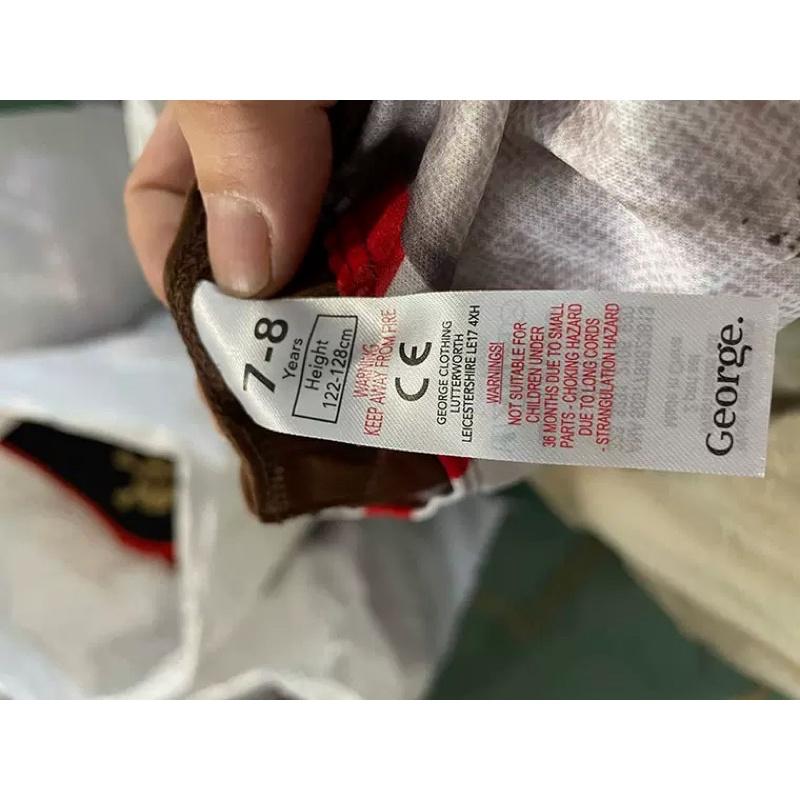 7-8
Years
Height
122-128cm
WARNING
KEEP AWAY FROM FIRE
CE
GEORGE CLOTHING
LUTTERWORTH
LEICESTERSHIRE LE17 4XH
WARNINGS!
NOT SUITABLE FOR
CHILDREN UNDER
36 MONTHS DUE TO SMALL
PARTS - CHOKING HAZARD
DUE TO LONG CORDS
- STRANGULATION HAZARD
George.